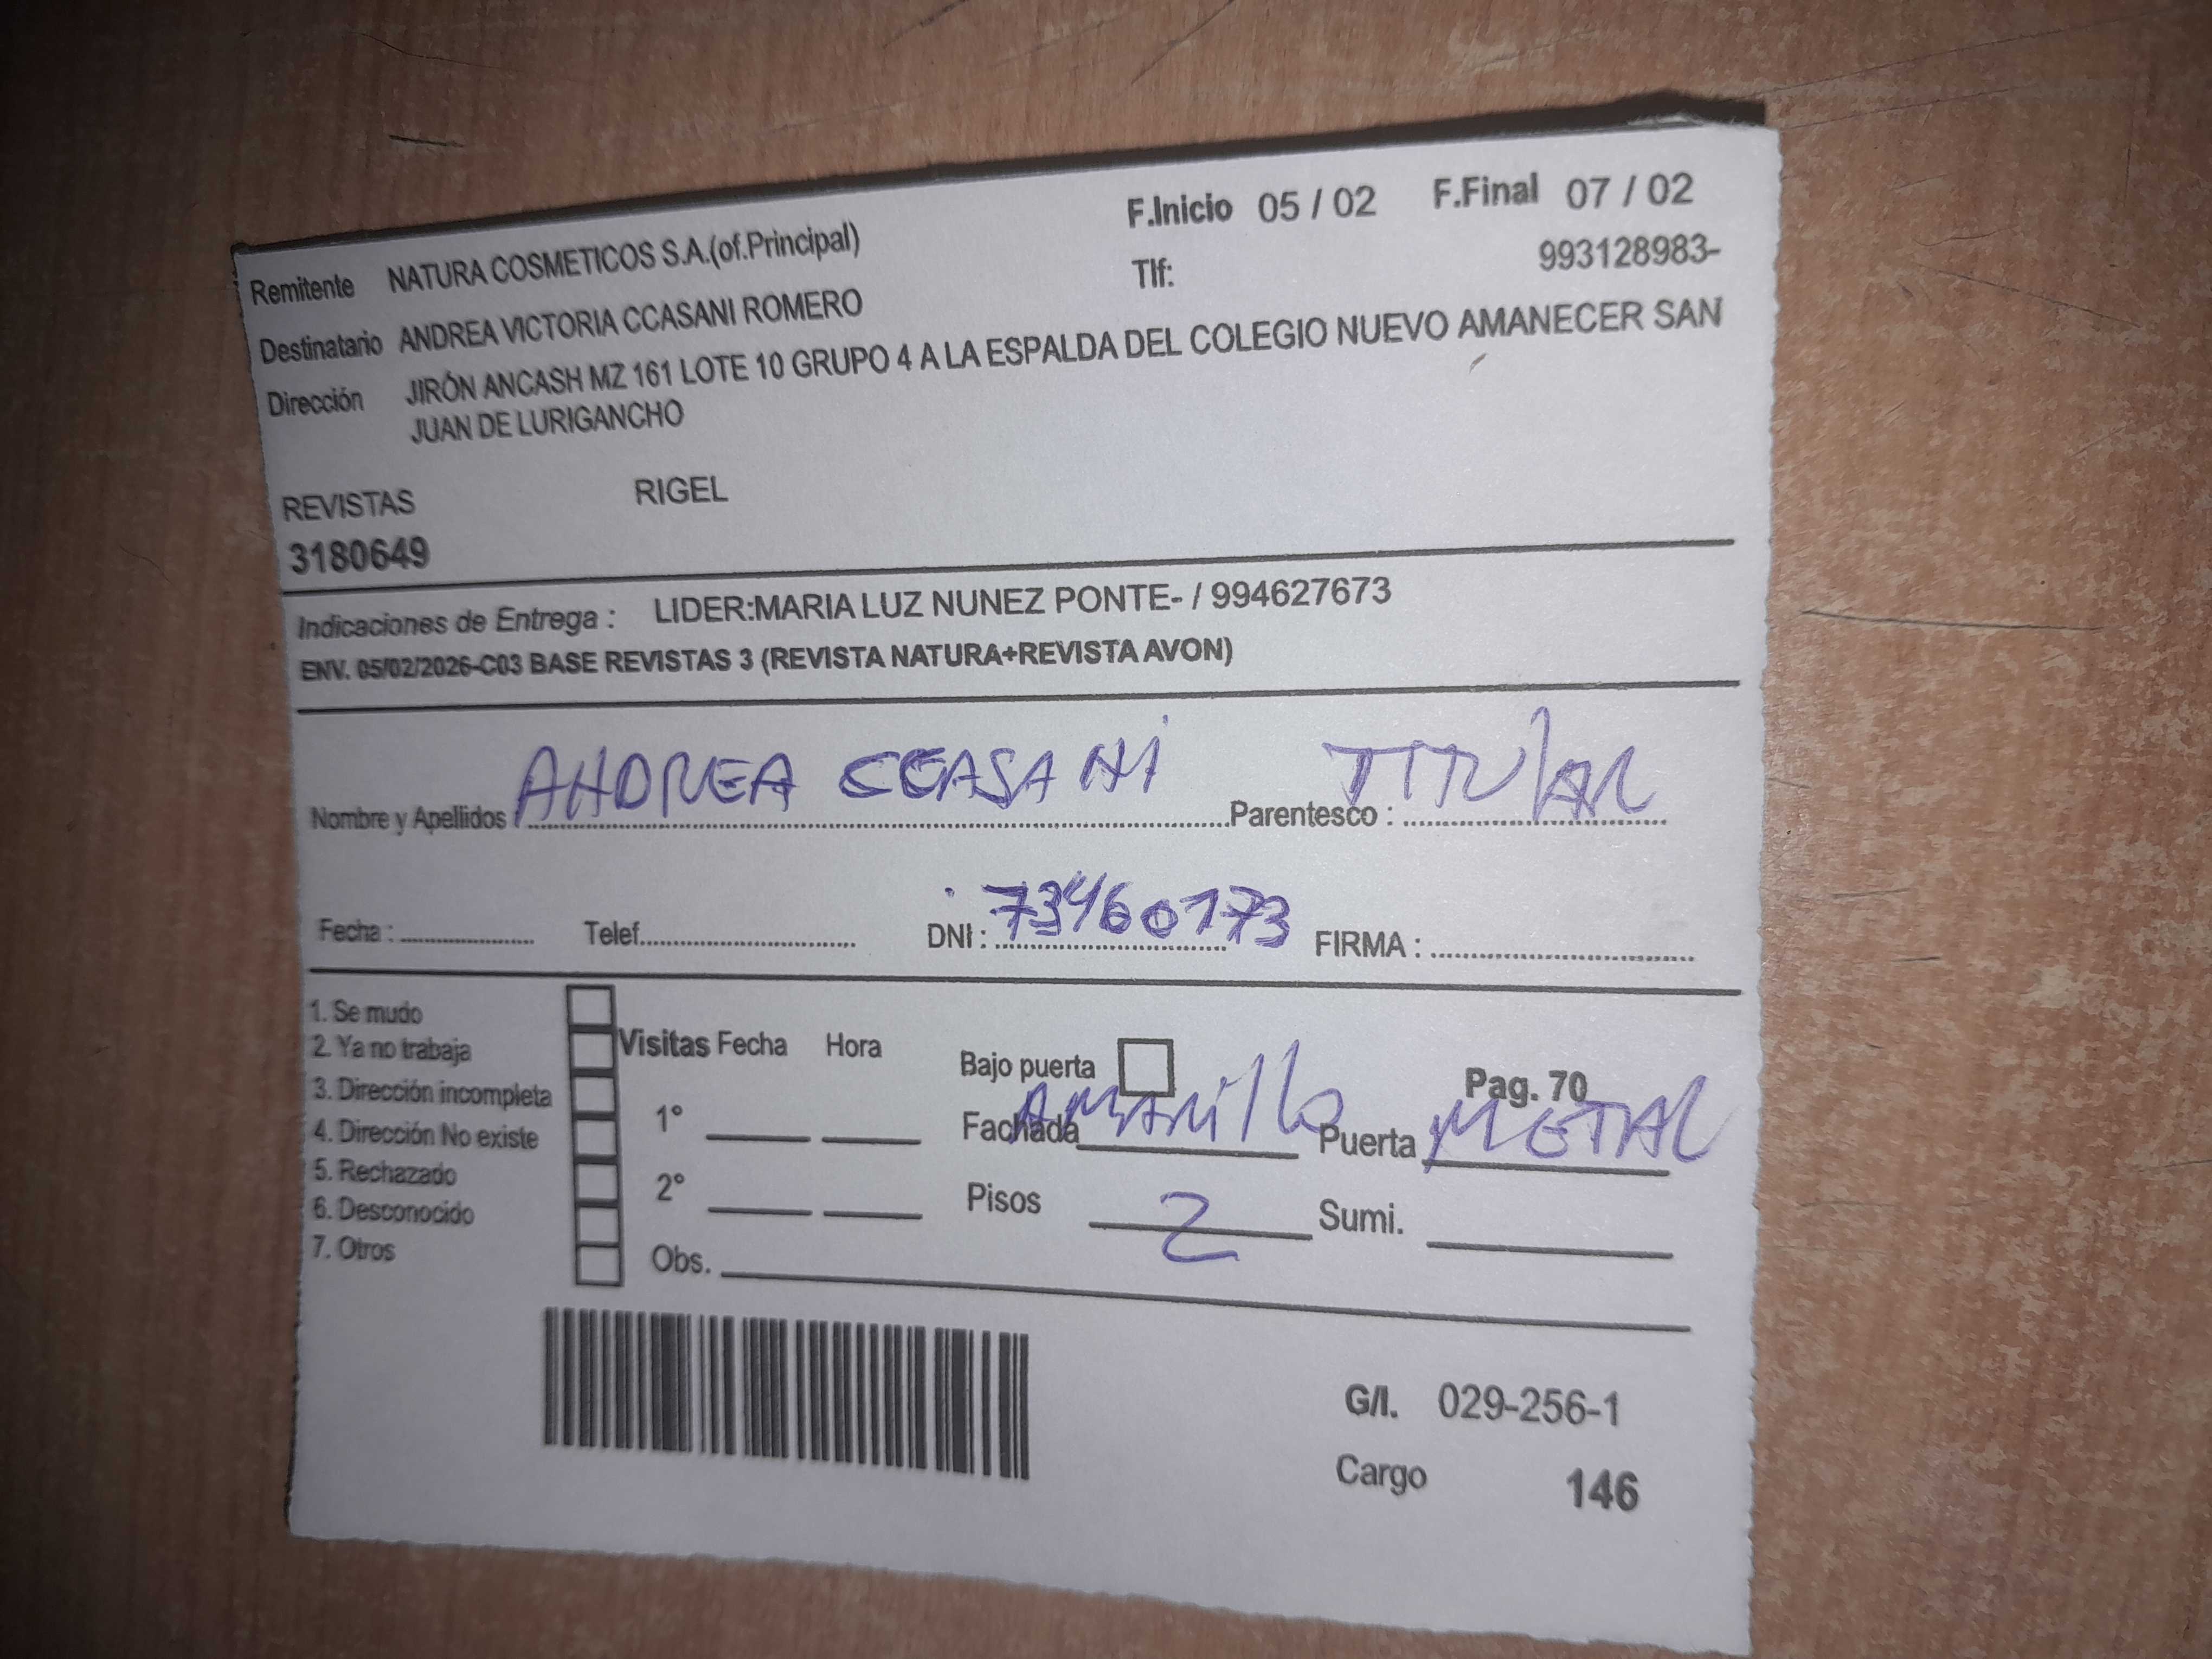 F.Inicio 05 / 02 F.Final 07 / 02
Remitente NATURA COSMETICOS S.A.(of.Principal) Tlf: 993128983-
Destinatario ANDREA VICTORIA CCASANI ROMERO
Dirección JIRÓN ANCASH MZ 161 LOTE 10 GRUPO 4 A LA ESPALDA DEL COLEGIO NUEVO AMANECER SAN
JUAN DE LURIGANCHO
REVISTAS RIGEL
3180649
Indicaciones de Entrega : LIDER:MARIA LUZ NUNEZ PONTE- / 994627673
ENV. 05/02/2026-C03 BASE REVISTAS 3 (REVISTA NATURA+REVISTA AVON)
Nombre y Apellidos ANDREA CCASANI Parentesco : TITULAR
Fecha : Telef. DNI : 73460173 FIRMA :
1. Se mudo
2. Ya no trabaja Visitas Fecha Hora Bajo puerta Pag. 70
3. Dirección incompleta
4. Dirección No existe 1° Fachada AMARILLO Puerta METAL
5. Rechazado
6. Desconocido 2° Pisos 2 Sumi.
7. Otros Obs.
G/I. 029-256-1
Cargo 146